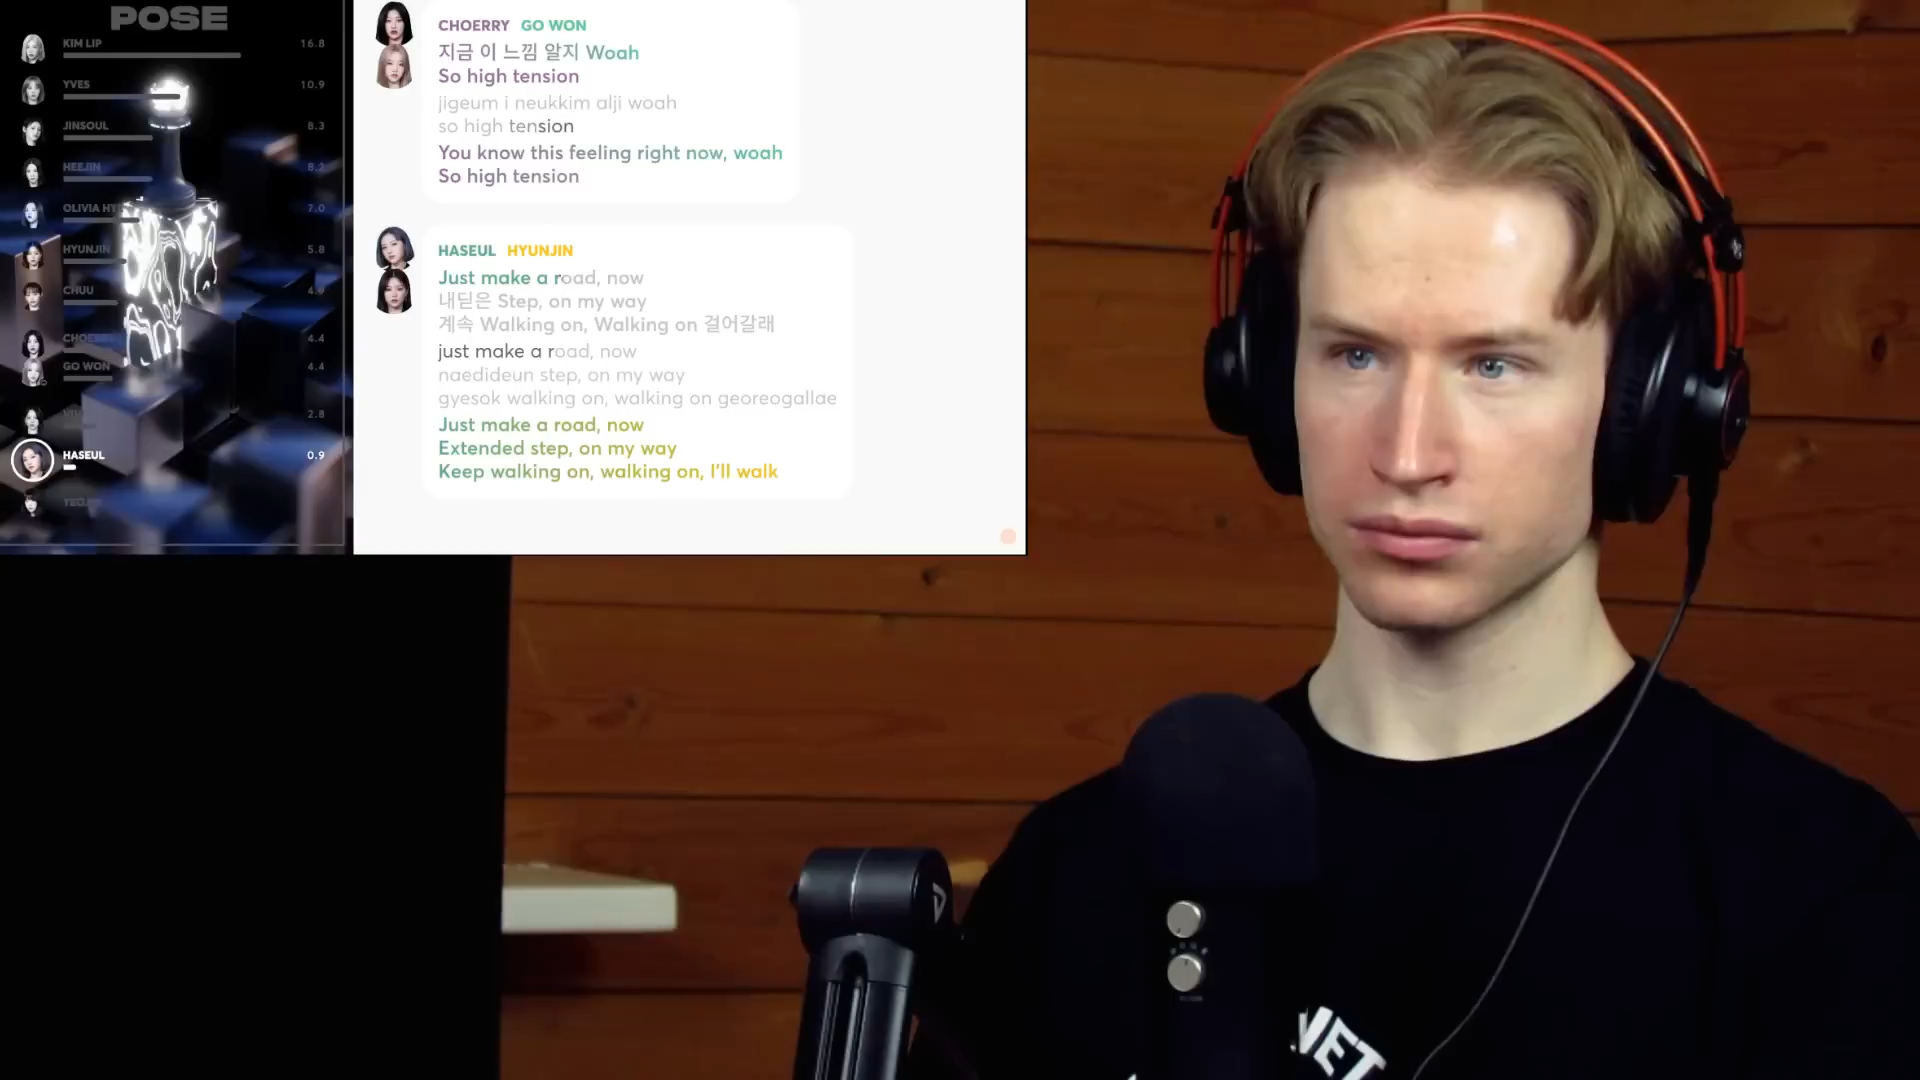 POSE
KIM LIP 16.8
YVES 10.9
JINSOUL 8.3
HEEJIN 8.2
OLIVIA HY 7.0
HYUNJIN 5.8
CHUU
CHOERRY 4.4
GO WON 4.4
VIVI 2.8
HASEUL 0.9
YEOJIN
CHOERRY GO WON
지금 이 느낌 알지 Woah
So high tension
jigeum i neukkim alji woah
so high tension
You know this feeling right now, woah
So high tension
HASEUL HYUNJIN
Just make a road, now
내딛은 Step, on my way
계속 Walking on, Walking on 걸어갈래
just make a road, now
naedideun step, on my way
gyesok walking on, walking on georeogallae
Just make a road, now
Extended step, on my way
Keep walking on, walking on, I'll walk
VET